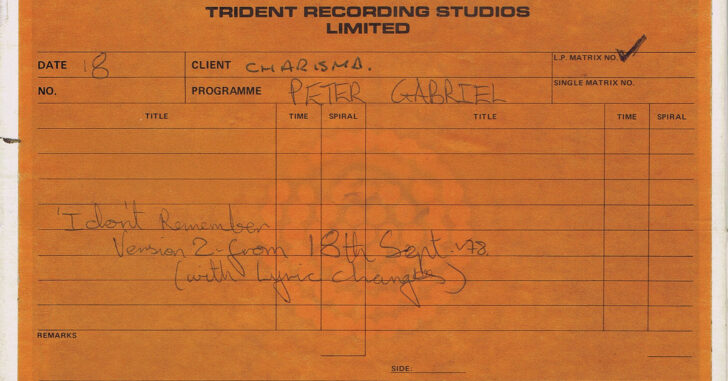 TRIDENT RECORDING STUDIOS
LIMITED
DATE 18 CLIENT CHARISMA. L.P. MATRIX NO. ✓
NO. PROGRAMME PETER GABRIEL SINGLE MATRIX NO.
TITLE TIME SPIRAL TITLE TIME SPIRAL
'I don't Remember
Version 2 from 18th Sept. '78.
(with Lyric changes)
REMARKS
SIDE: